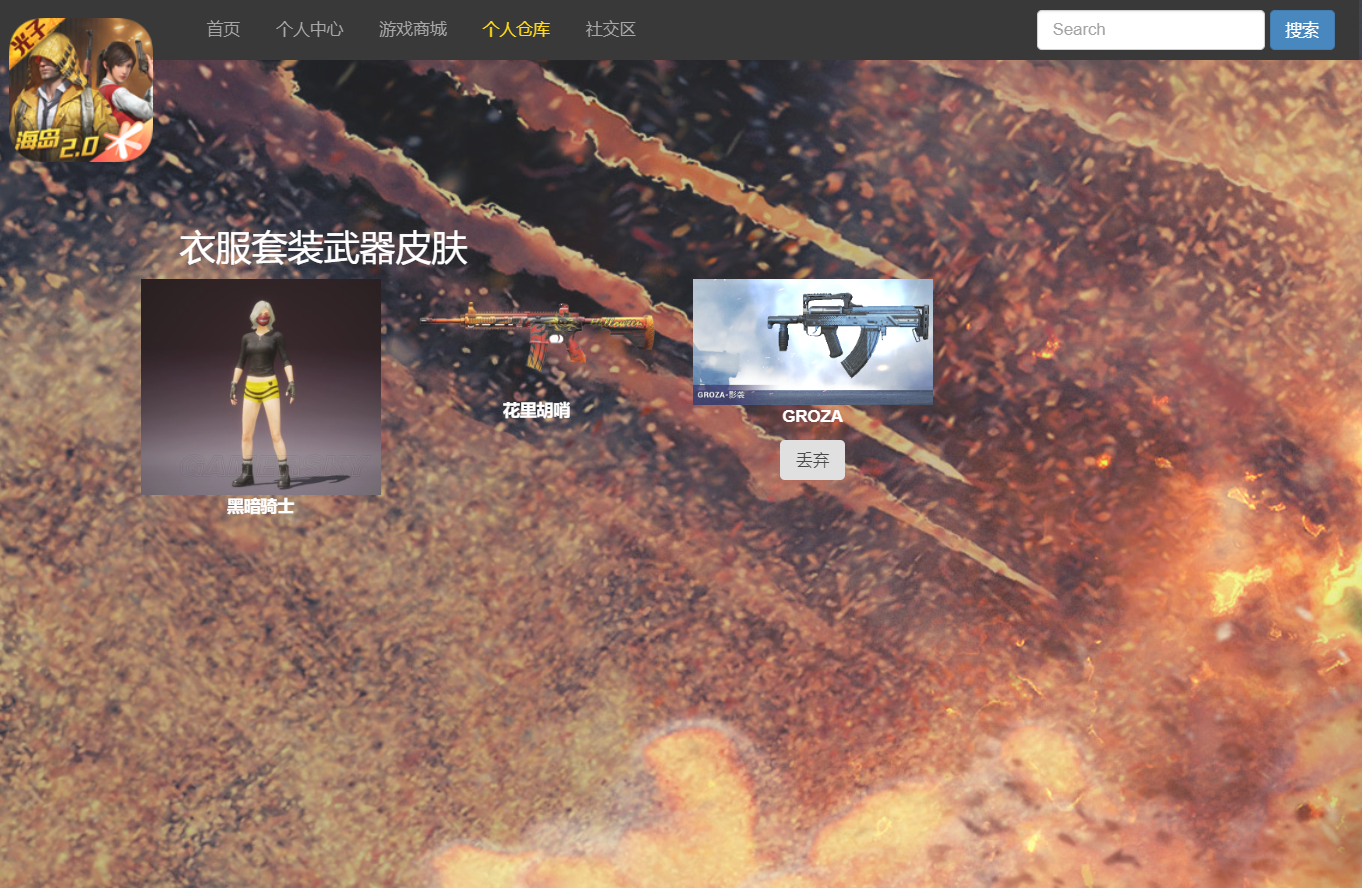 光子
海岛2.0
首页 个人中心 游戏商城 个人仓库 社交区 Search 搜索
衣服套装武器皮肤
GROZA-影袭
花里胡哨
GROZA
丢弃
黑暗骑士